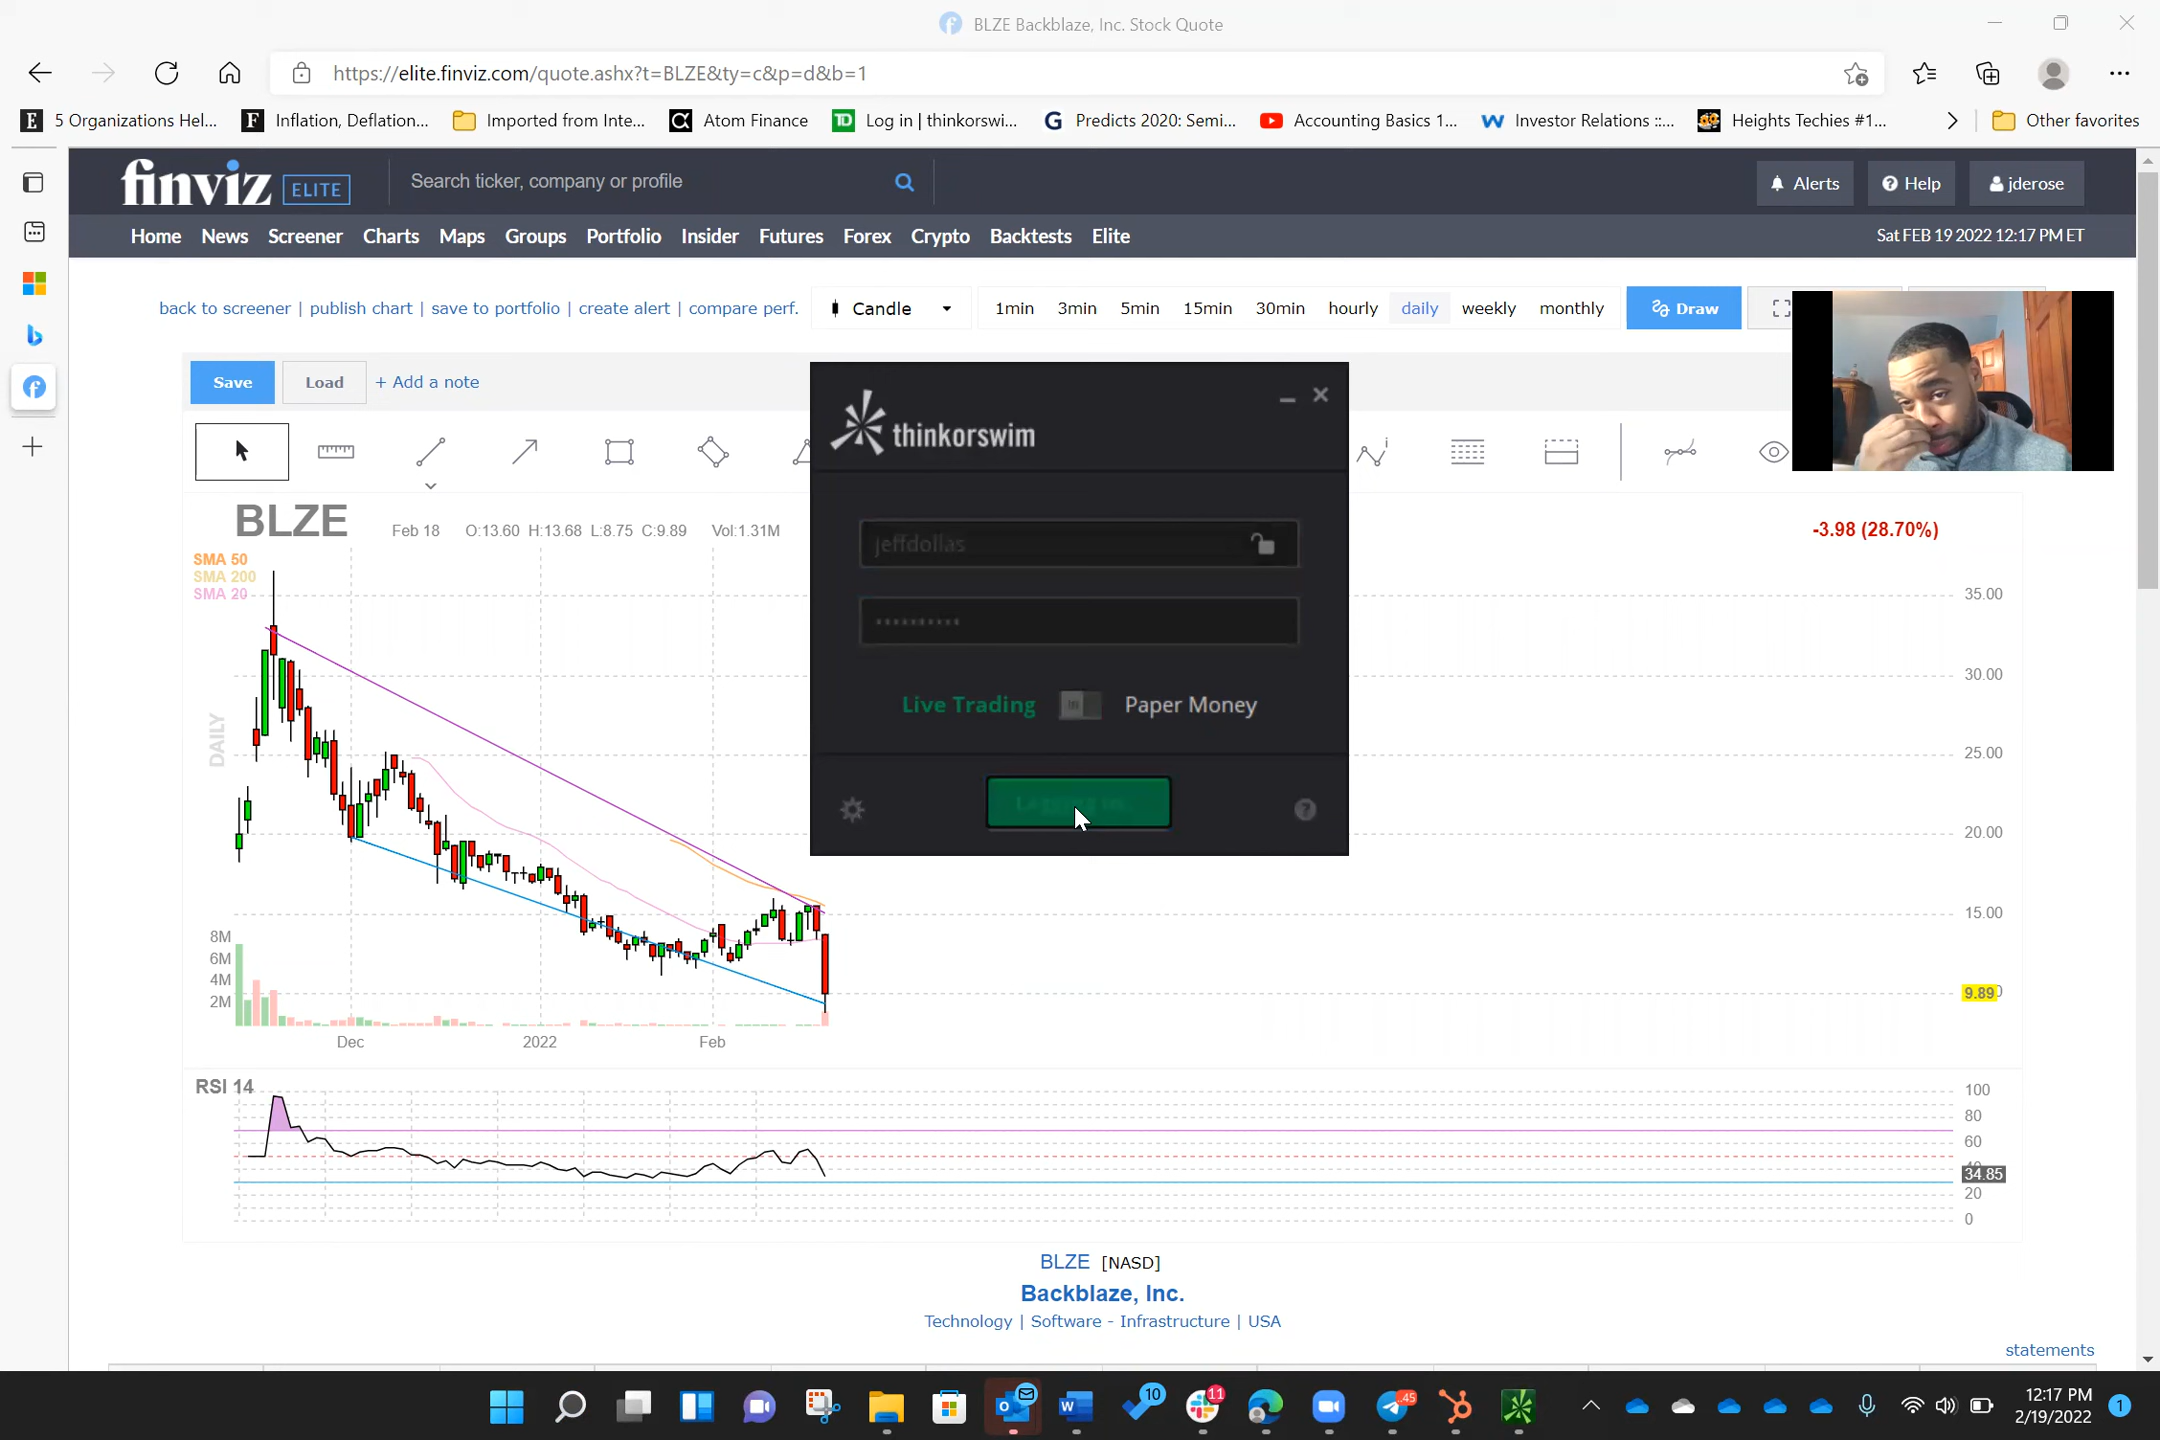 BLZE Backblaze, Inc. Stock Quote
https://elite.finviz.com/quote.ashx?t=BLZE&ty=c&p=d&b=1
5 Organizations Hel... Inflation, Deflation... Imported from Inte... Atom Finance Log in | thinkorswi... Predicts 2020: Semi... Accounting Basics 1... Investor Relations ::... Heights Techies #1... Other favorites
finviz ELITE Search ticker, company or profile Alerts Help jderose
Home News Screener Charts Maps Groups Portfolio Insider Futures Forex Crypto Backtests Elite Sat FEB 19 2022 12:17 PM ET
back to screener | publish chart | save to portfolio | create alert | compare perf. Candle 1min 3min 5min 15min 30min hourly daily weekly monthly Draw
Save Load + Add a note
thinkorswim
BLZE Feb 18 O:13.60 H:13.68 L:8.75 C:9.89 Vol:1.31M -3.98 (28.70%)
jeffdollas
SMA 50
SMA 200
SMA 20
35.00
30.00
Live Trading Paper Money
DAILY
25.00
20.00
15.00
8M
6M
4M
2M
9.89
Dec 2022 Feb
RSI 14
100
80
60
34.85
20
0
BLZE [NASD]
Backblaze, Inc.
Technology | Software - Infrastructure | USA
statements
10 11 45
12:17 PM
2/19/2022
1